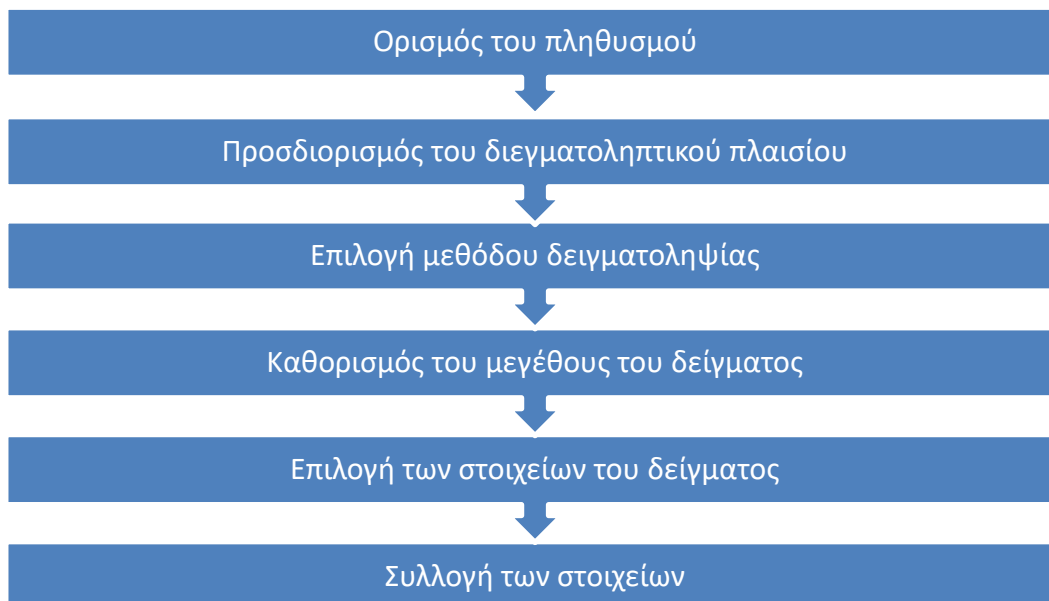 Ορισμός του πληθυσμού
Προσδιορισμός του διεγματοληπτικού πλαισίου
Επιλογή μεθόδου δειγματοληψίας
Καθορισμός του μεγέθους του δείγματος
Επιλογή των στοιχείων του δείγματος
Συλλογή των στοιχείων